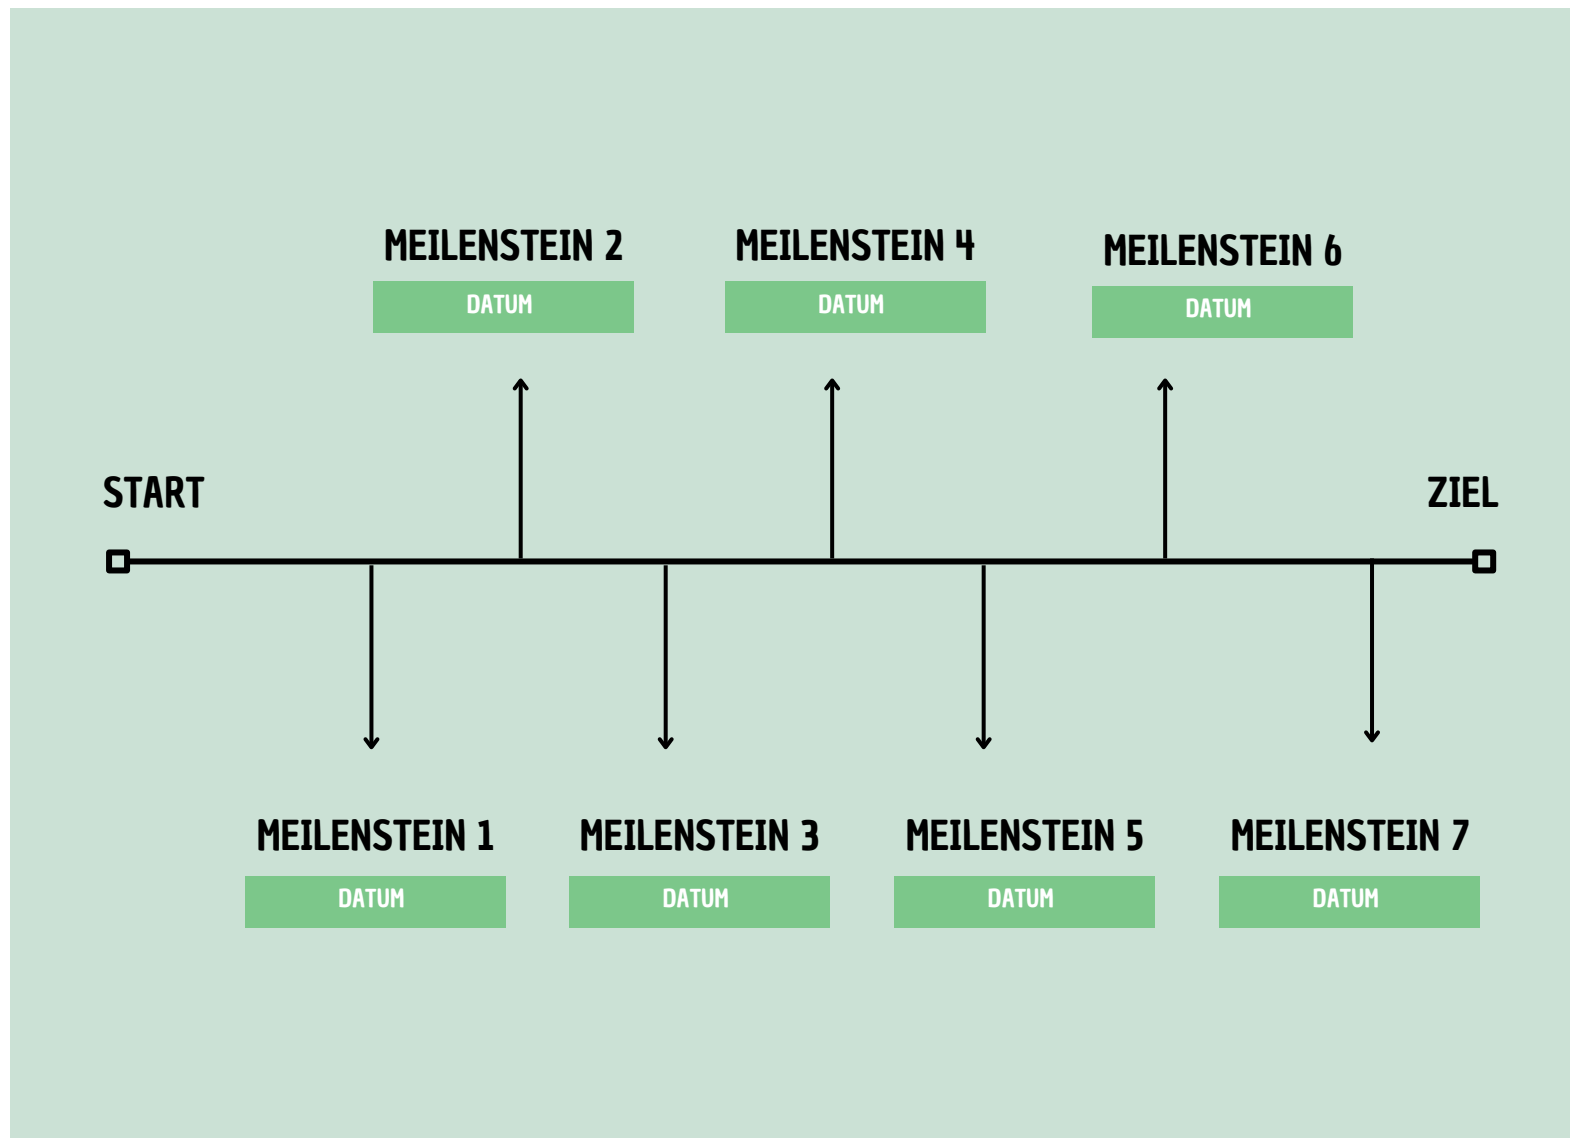 MEILENSTEIN 2
DATUM
MEILENSTEIN 4
DATUM
MEILENSTEIN 6
DATUM
START
ZIEL
MEILENSTEIN 1
DATUM
MEILENSTEIN 3
DATUM
MEILENSTEIN 5
DATUM
MEILENSTEIN 7
DATUM